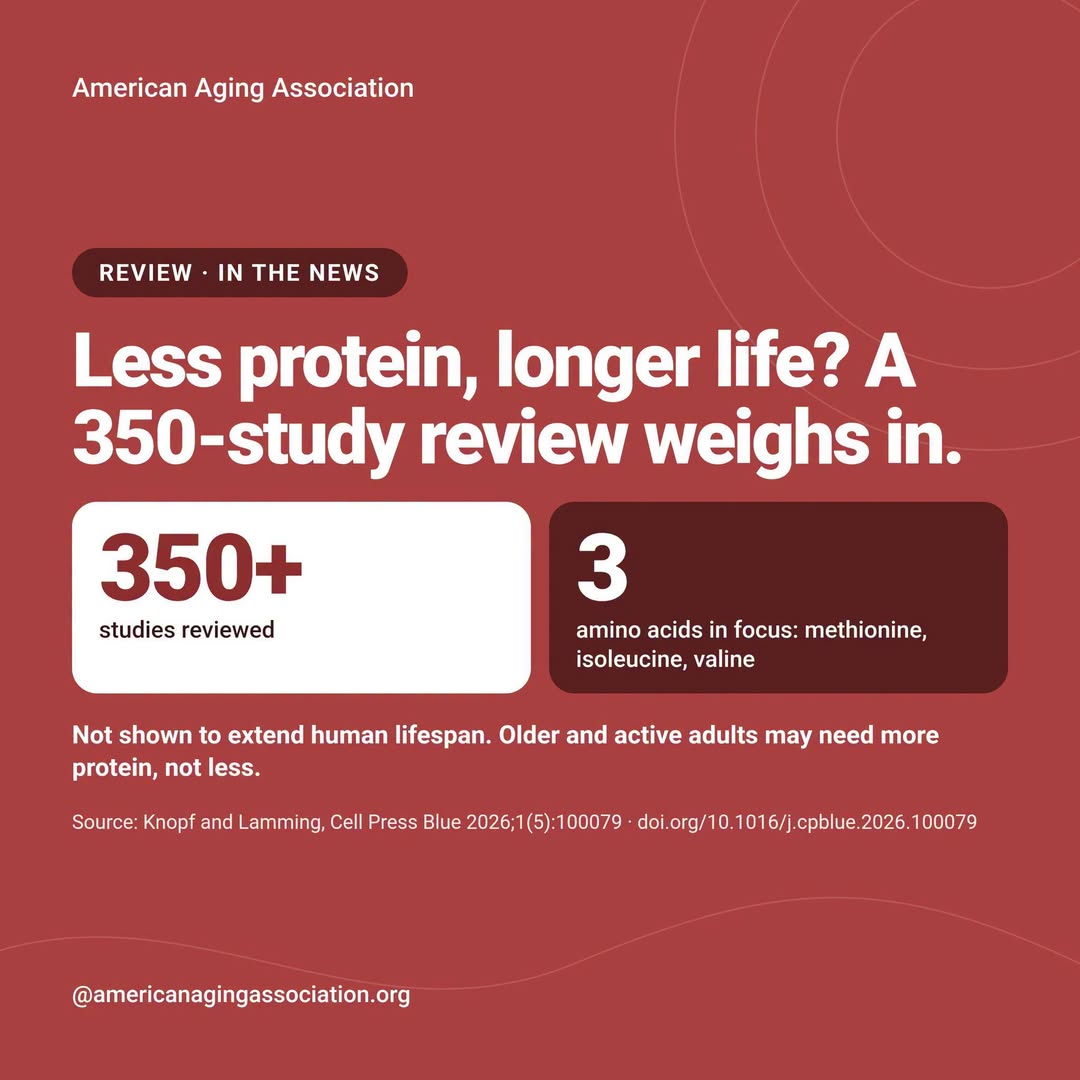 American Aging Association
REVIEW · IN THE NEWS
Less protein, longer life? A
350-study review weighs in.
350+
studies reviewed
3
amino acids in focus: methionine,
isoleucine, valine
Not shown to extend human lifespan. Older and active adults may need more
protein, not less.
Source: Knopf and Lamming, Cell Press Blue 2026;1(5):100079 · doi.org/10.1016/j.cpblue.2026.100079
@americanagingassociation.org